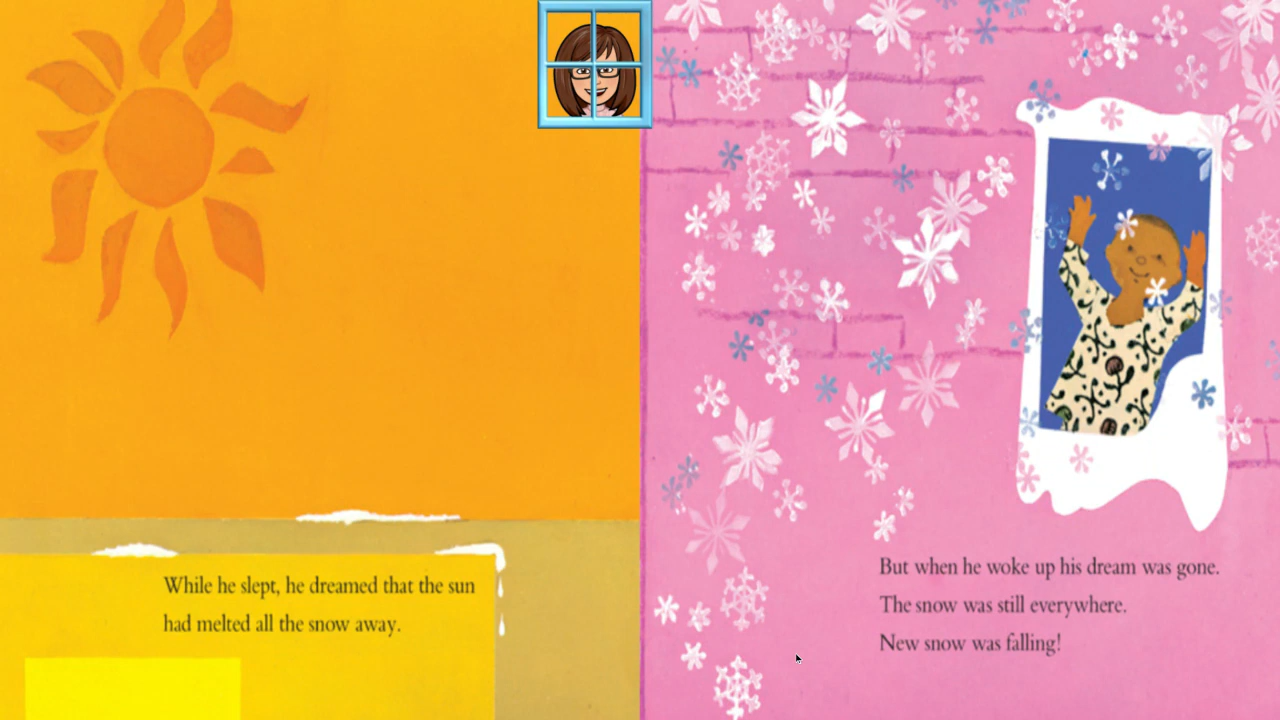 While he slept, he dreamed that the sun
had melted all the snow away.
But when he woke up his dream was gone.
The snow was still everywhere.
New snow was falling!